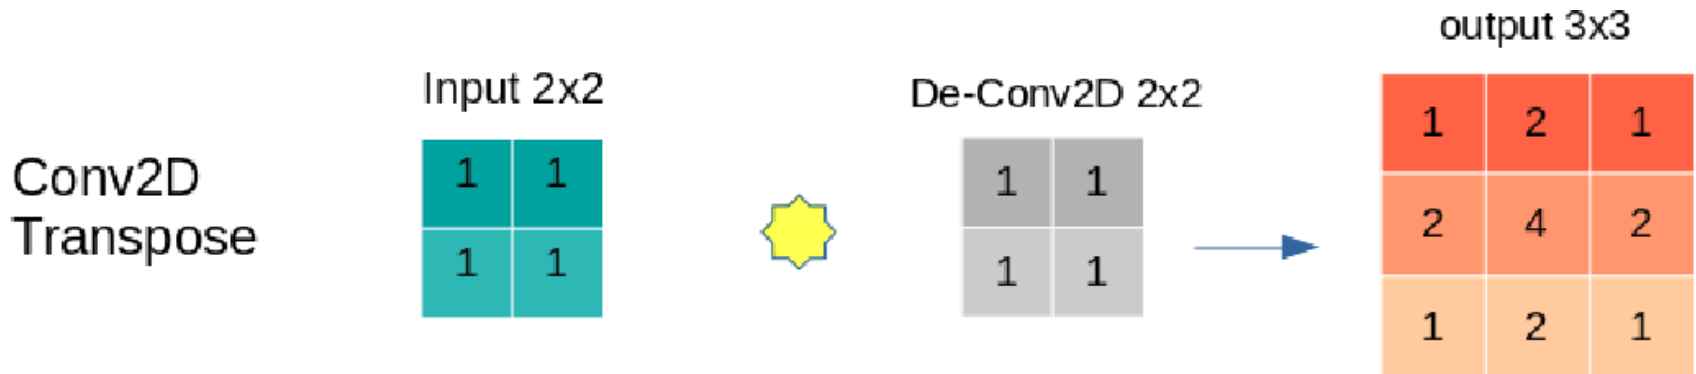 output 3x3
Input 2x2
De-Conv2D 2x2
Conv2D
Transpose
1 1
1 1
1 1
1 1
1 2 1
2 4 2
1 2 1